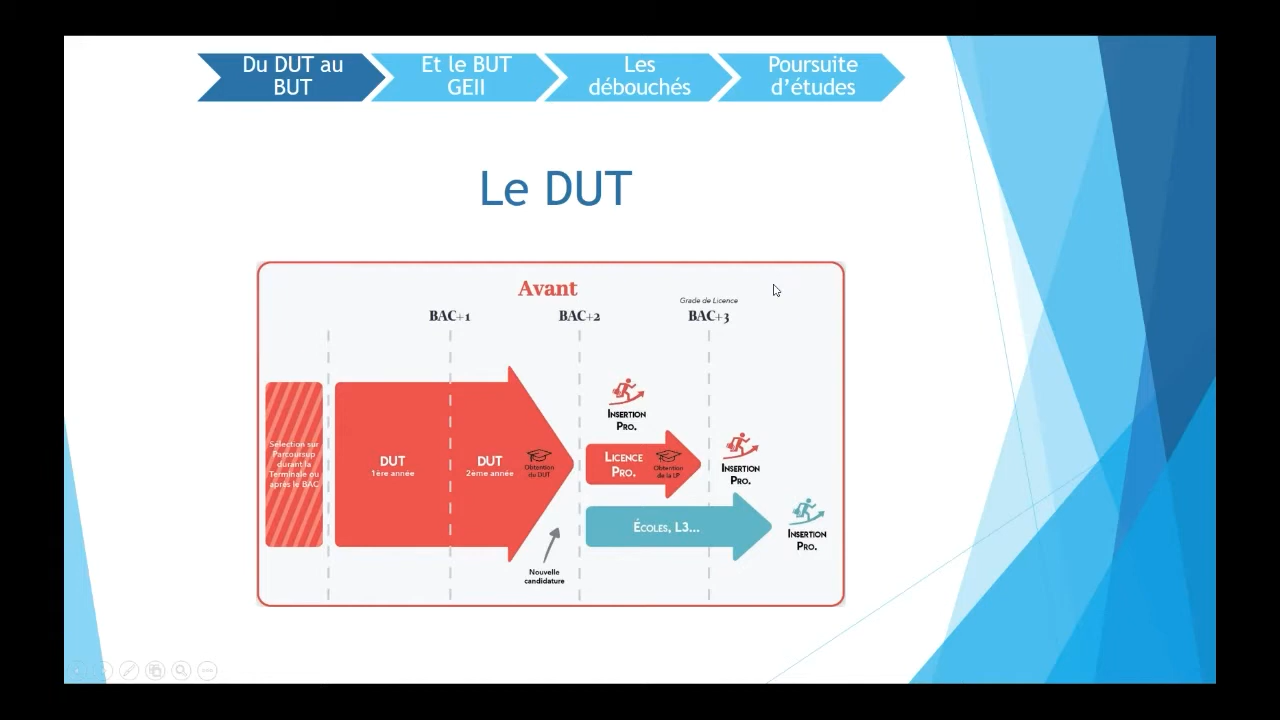 Du DUT au
BUT
Et le BUT
GEII
Les
débouchés
Poursuite
d'études
Le DUT
Avant
Grade de Licence
BAC+1
BAC+2
BAC+3
Sélection sur
Parcoursup
durant la
Terminale ou
après le BAC
DUT
1ère année
DUT
2ème année
Obtention
du DUT
Nouvelle
candidature
INSERTION
PRO.
LICENCE
PRO.
Obtention
de la LP
INSERTION
PRO.
ÉCOLES, L3...
INSERTION
PRO.